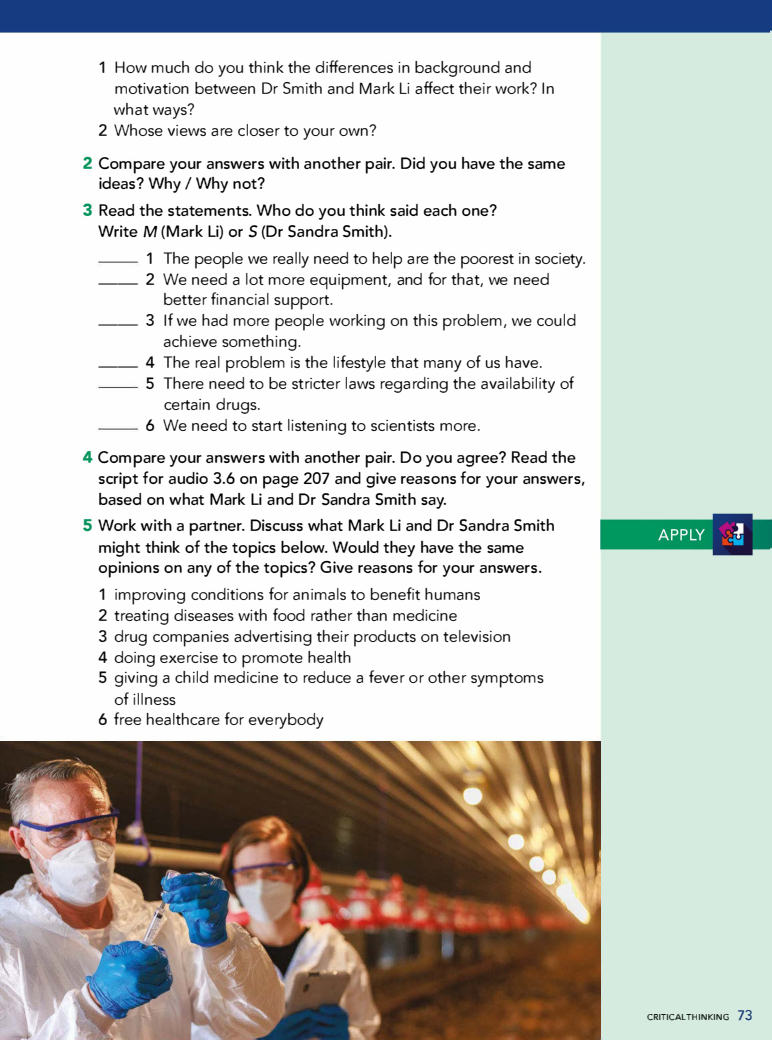 1 How much do you think the differences in background and
motivation between Dr Smith and Mark Li affect their work? In
what ways?
2 Whose views are closer to your own?
2 Compare your answers with another pair. Did you have the same
ideas? Why / Why not?
3 Read the statements. Who do you think said each one?
Write M (Mark Li) or S (Dr Sandra Smith).
_____ 1 The people we really need to help are the poorest in society.
_____ 2 We need a lot more equipment, and for that, we need
better financial support.
_____ 3 If we had more people working on this problem, we could
achieve something.
_____ 4 The real problem is the lifestyle that many of us have.
_____ 5 There need to be stricter laws regarding the availability of
certain drugs.
_____ 6 We need to start listening to scientists more.
4 Compare your answers with another pair. Do you agree? Read the
script for audio 3.6 on page 207 and give reasons for your answers,
based on what Mark Li and Dr Sandra Smith say.
5 Work with a partner. Discuss what Mark Li and Dr Sandra Smith
might think of the topics below. Would they have the same
opinions on any of the topics? Give reasons for your answers.
APPLY
1 improving conditions for animals to benefit humans
2 treating diseases with food rather than medicine
3 drug companies advertising their products on television
4 doing exercise to promote health
5 giving a child medicine to reduce a fever or other symptoms
of illness
6 free healthcare for everybody
CRITICAL THINKING 73